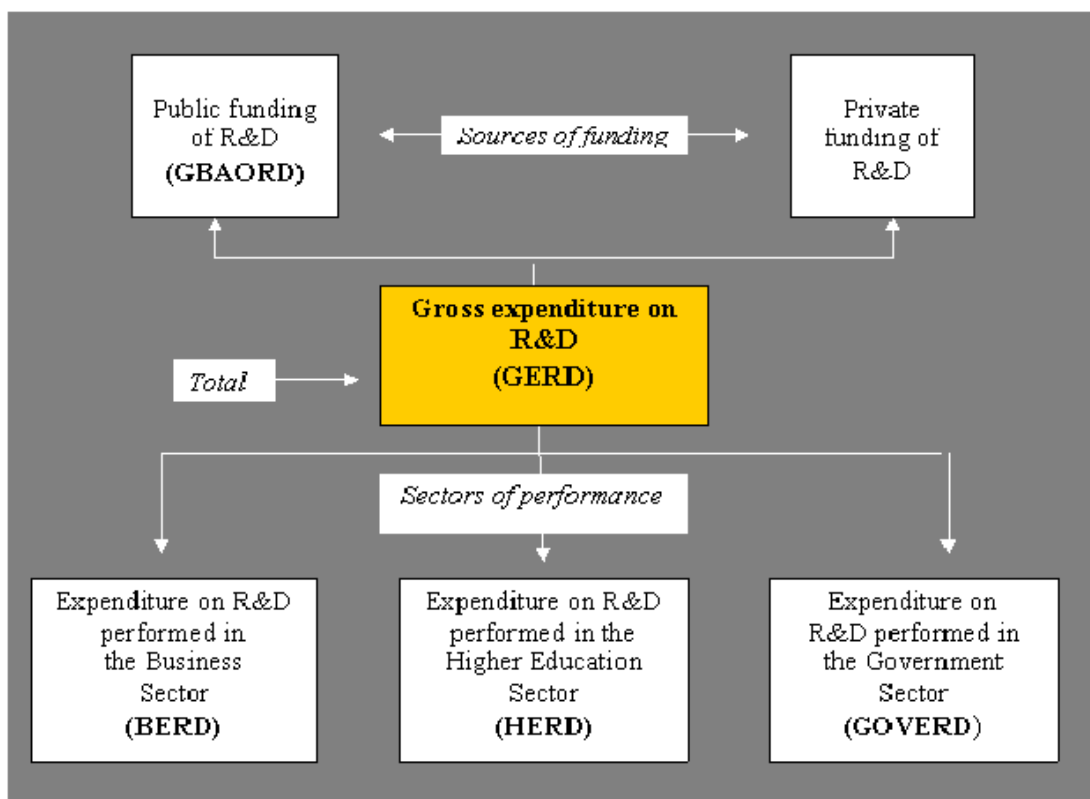 Public funding
of R&D
(GBAORD)
Sources of funding
Private
funding of
R&D
Gross expenditure on
R&D
(GERD)
Total
Sectors of performance
Expenditure on R&D
performed in
the Business
Sector
(BERD)
Expenditure on R&D
performed in the
Higher Education
Sector
(HERD)
Expenditure on
R&D performed in
the Government
Sector
(GOVERD)